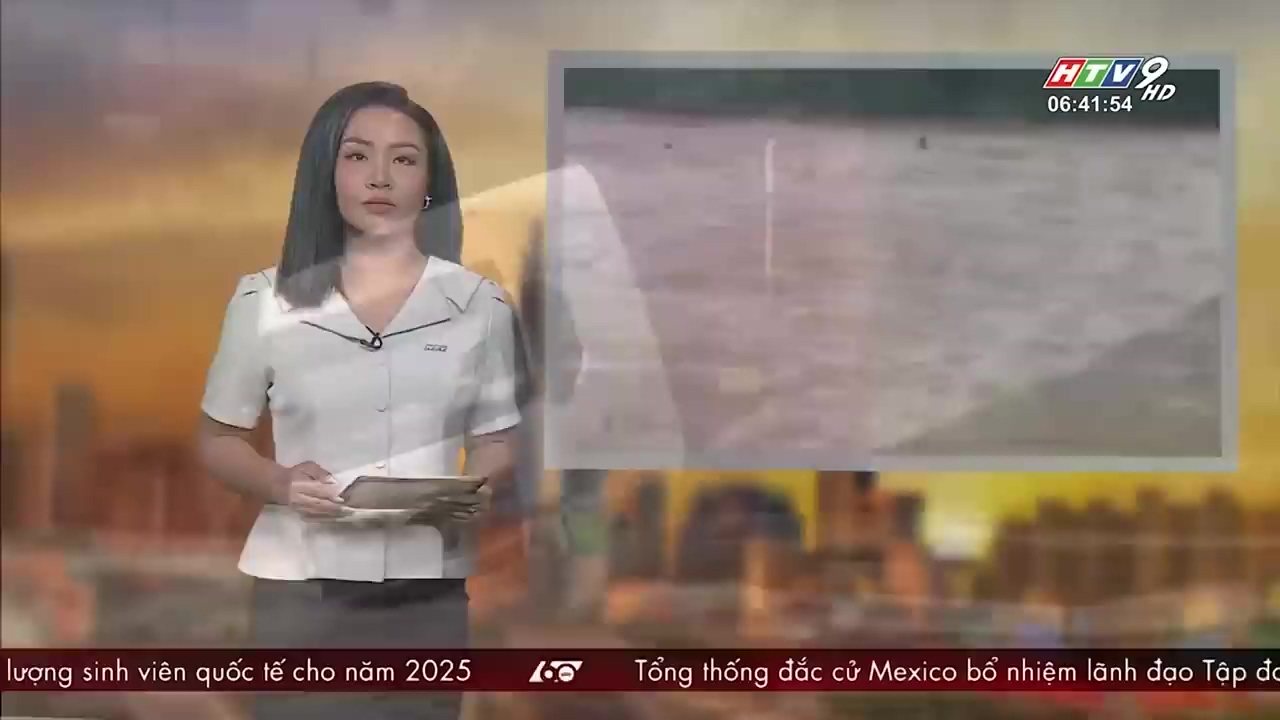 HTV9
HD
06:41:54
HTV
lượng sinh viên quốc tế cho năm 2025
Tổng thống đắc cử Mexico bổ nhiệm lãnh đạo Tập đo